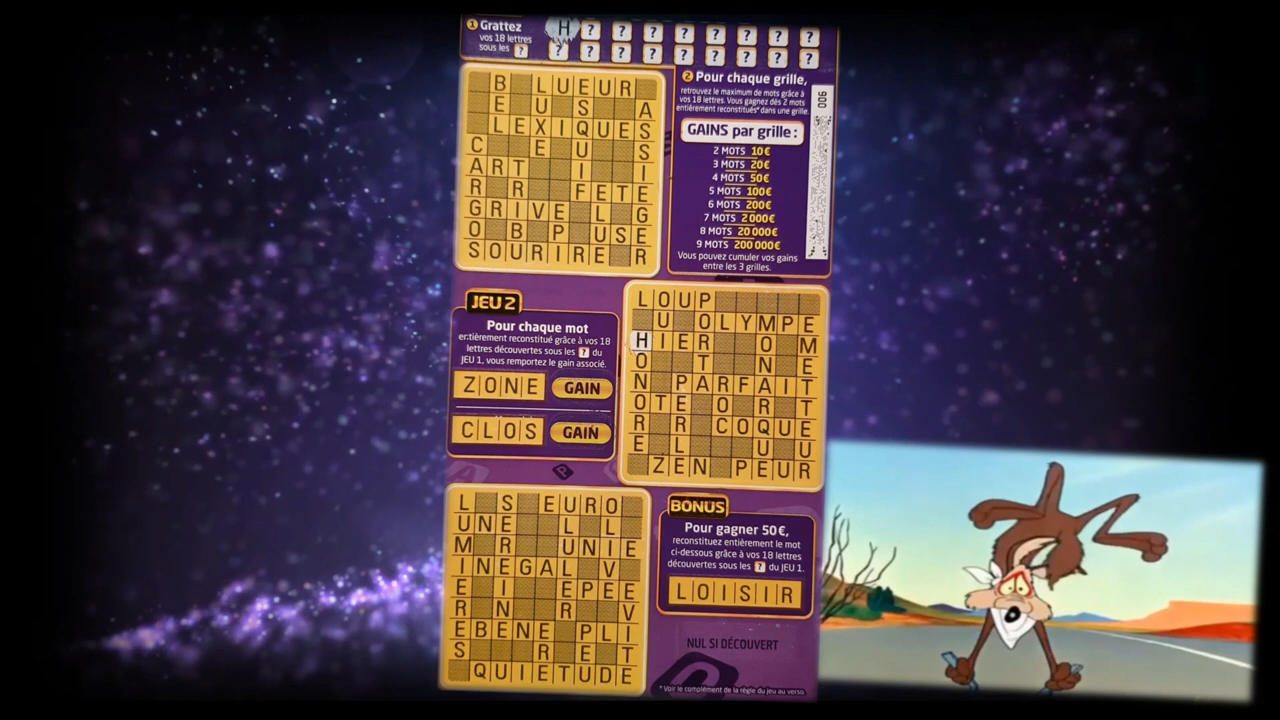 1 Grattez
vos 18 lettres
sous les ?
H ? ? ? ? ? ? ? ?
? ? ? ? ? ? ? ? ?
B LUEUR
E U S A
LEXIQUES
C E U S
ART I I
R R FETE
GRIVE L G
O B P USE
SOURIRE R
2 Pour chaque grille,
retrouvez le maximum de mots grâce à
vos 18 lettres. Vous gagnez dès 2 mots
entièrement reconstitués* dans une grille.
GAINS par grille :
2 MOTS 10€
3 MOTS 20€
4 MOTS 50€
5 MOTS 100€
6 MOTS 200€
7 MOTS 2 000€
8 MOTS 20 000€
9 MOTS 200 000€
Vous pouvez cumuler vos gains
entre les 3 grilles.
006
JEU 2
Pour chaque mot
entièrement reconstitué grâce à vos 18
lettres découvertes sous les ? du
JEU 1, vous remportez le gain associé.
ZONE GAIN
CLOS GAIN
LOUP
U OLYMPE
HIER R O M
O T N E
N PARFAIT
OTE O R T
R R COQUE
E L U U
ZEN PEUR
L S EURO
UNE L L
M R UNIE
INEGAL V
E I EPEE
R N R V
EBENE PLI
S R E T
QUIETUDE
BONUS
Pour gagner 50€,
reconstituez entièrement le mot
ci-dessous grâce à vos 18 lettres
découvertes sous les ? du JEU 1.
LOISIR
NUL SI DÉCOUVERT
* Voir le complément de la règle du jeu au verso.